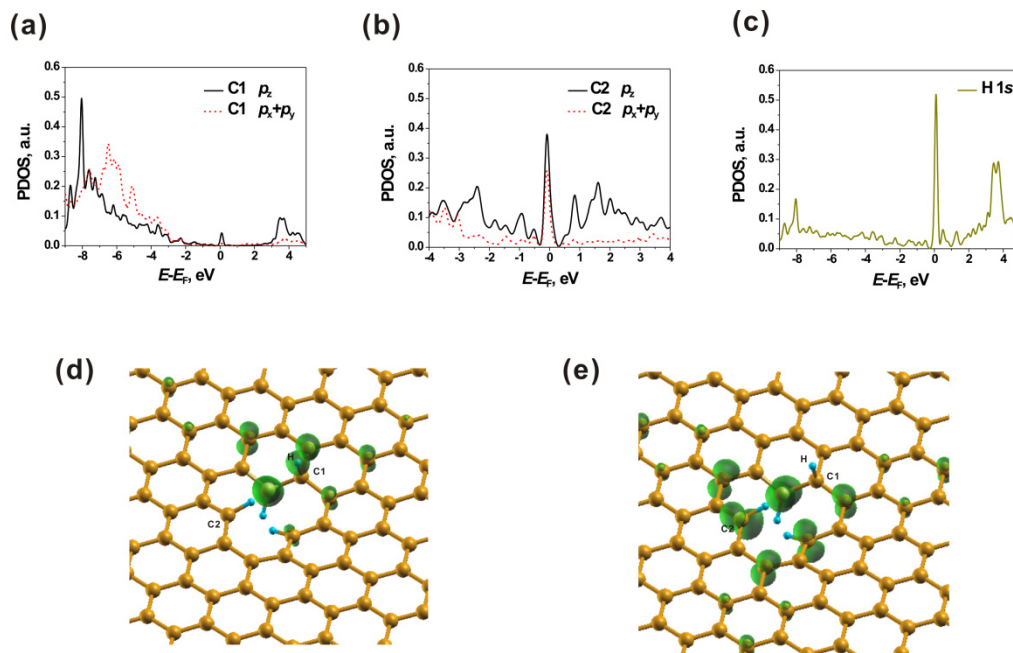 (a)
(b)
(c)
0.6
0.5
0.4
0.3
0.2
0.1
0.0
PDOS, a.u.
C1 pz
C1 px+py
-8 -6 -4 -2 0 2 4
E-EF, eV
0.6
0.5
0.4
0.3
0.2
0.1
0.0
PDOS, a.u.
C2 pz
C2 px+py
-4 -3 -2 -1 0 1 2 3 4
E-EF, eV
0.6
0.5
0.4
0.3
0.2
0.1
0.0
PDOS, a.u.
H 1s
-8 -6 -4 -2 0 2 4
E-EF, eV
(d)
H
C1
C2
(e)
H
C1
C2